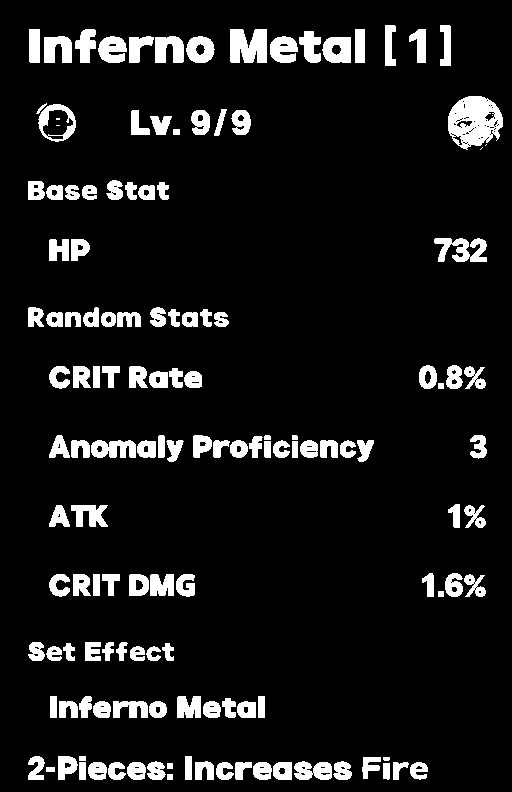 Inferno Metal [1]
B Lv. 9/9
Base Stat
HP 732
Random Stats
CRIT Rate 0.8%
Anomaly Proficiency 3
ATK 1%
CRIT DMG 1.6%
Set Effect
Inferno Metal
2-Pieces: Increases Fire